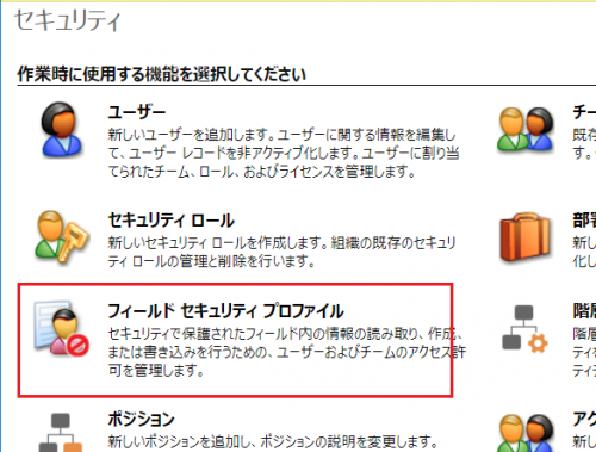 セキュリティ
作業時に使用する機能を選択してください
ユーザー
新しいユーザーを追加します。ユーザーに関する情報を編集し
て、ユーザー レコードを非アクティブ化します。ユーザーに割り当
てられたチーム、ロール、およびライセンスを管理します。
チー
既存
す。
セキュリティ ロール
新しいセキュリティ ロールを作成します。組織の既存のセキュリ
ティ ロールの管理と削除を行います。
部署
新し
化し
フィールド セキュリティ プロファイル
セキュリティで保護されたフィールド内の情報の読み取り、作成、
または書き込みを行うための、ユーザーおよびチームのアクセス許
可を管理します。
階層
階層
ティを
ティ
ポジション
新しいポジションを追加し、ポジションの説明を変更します。
アク
新し